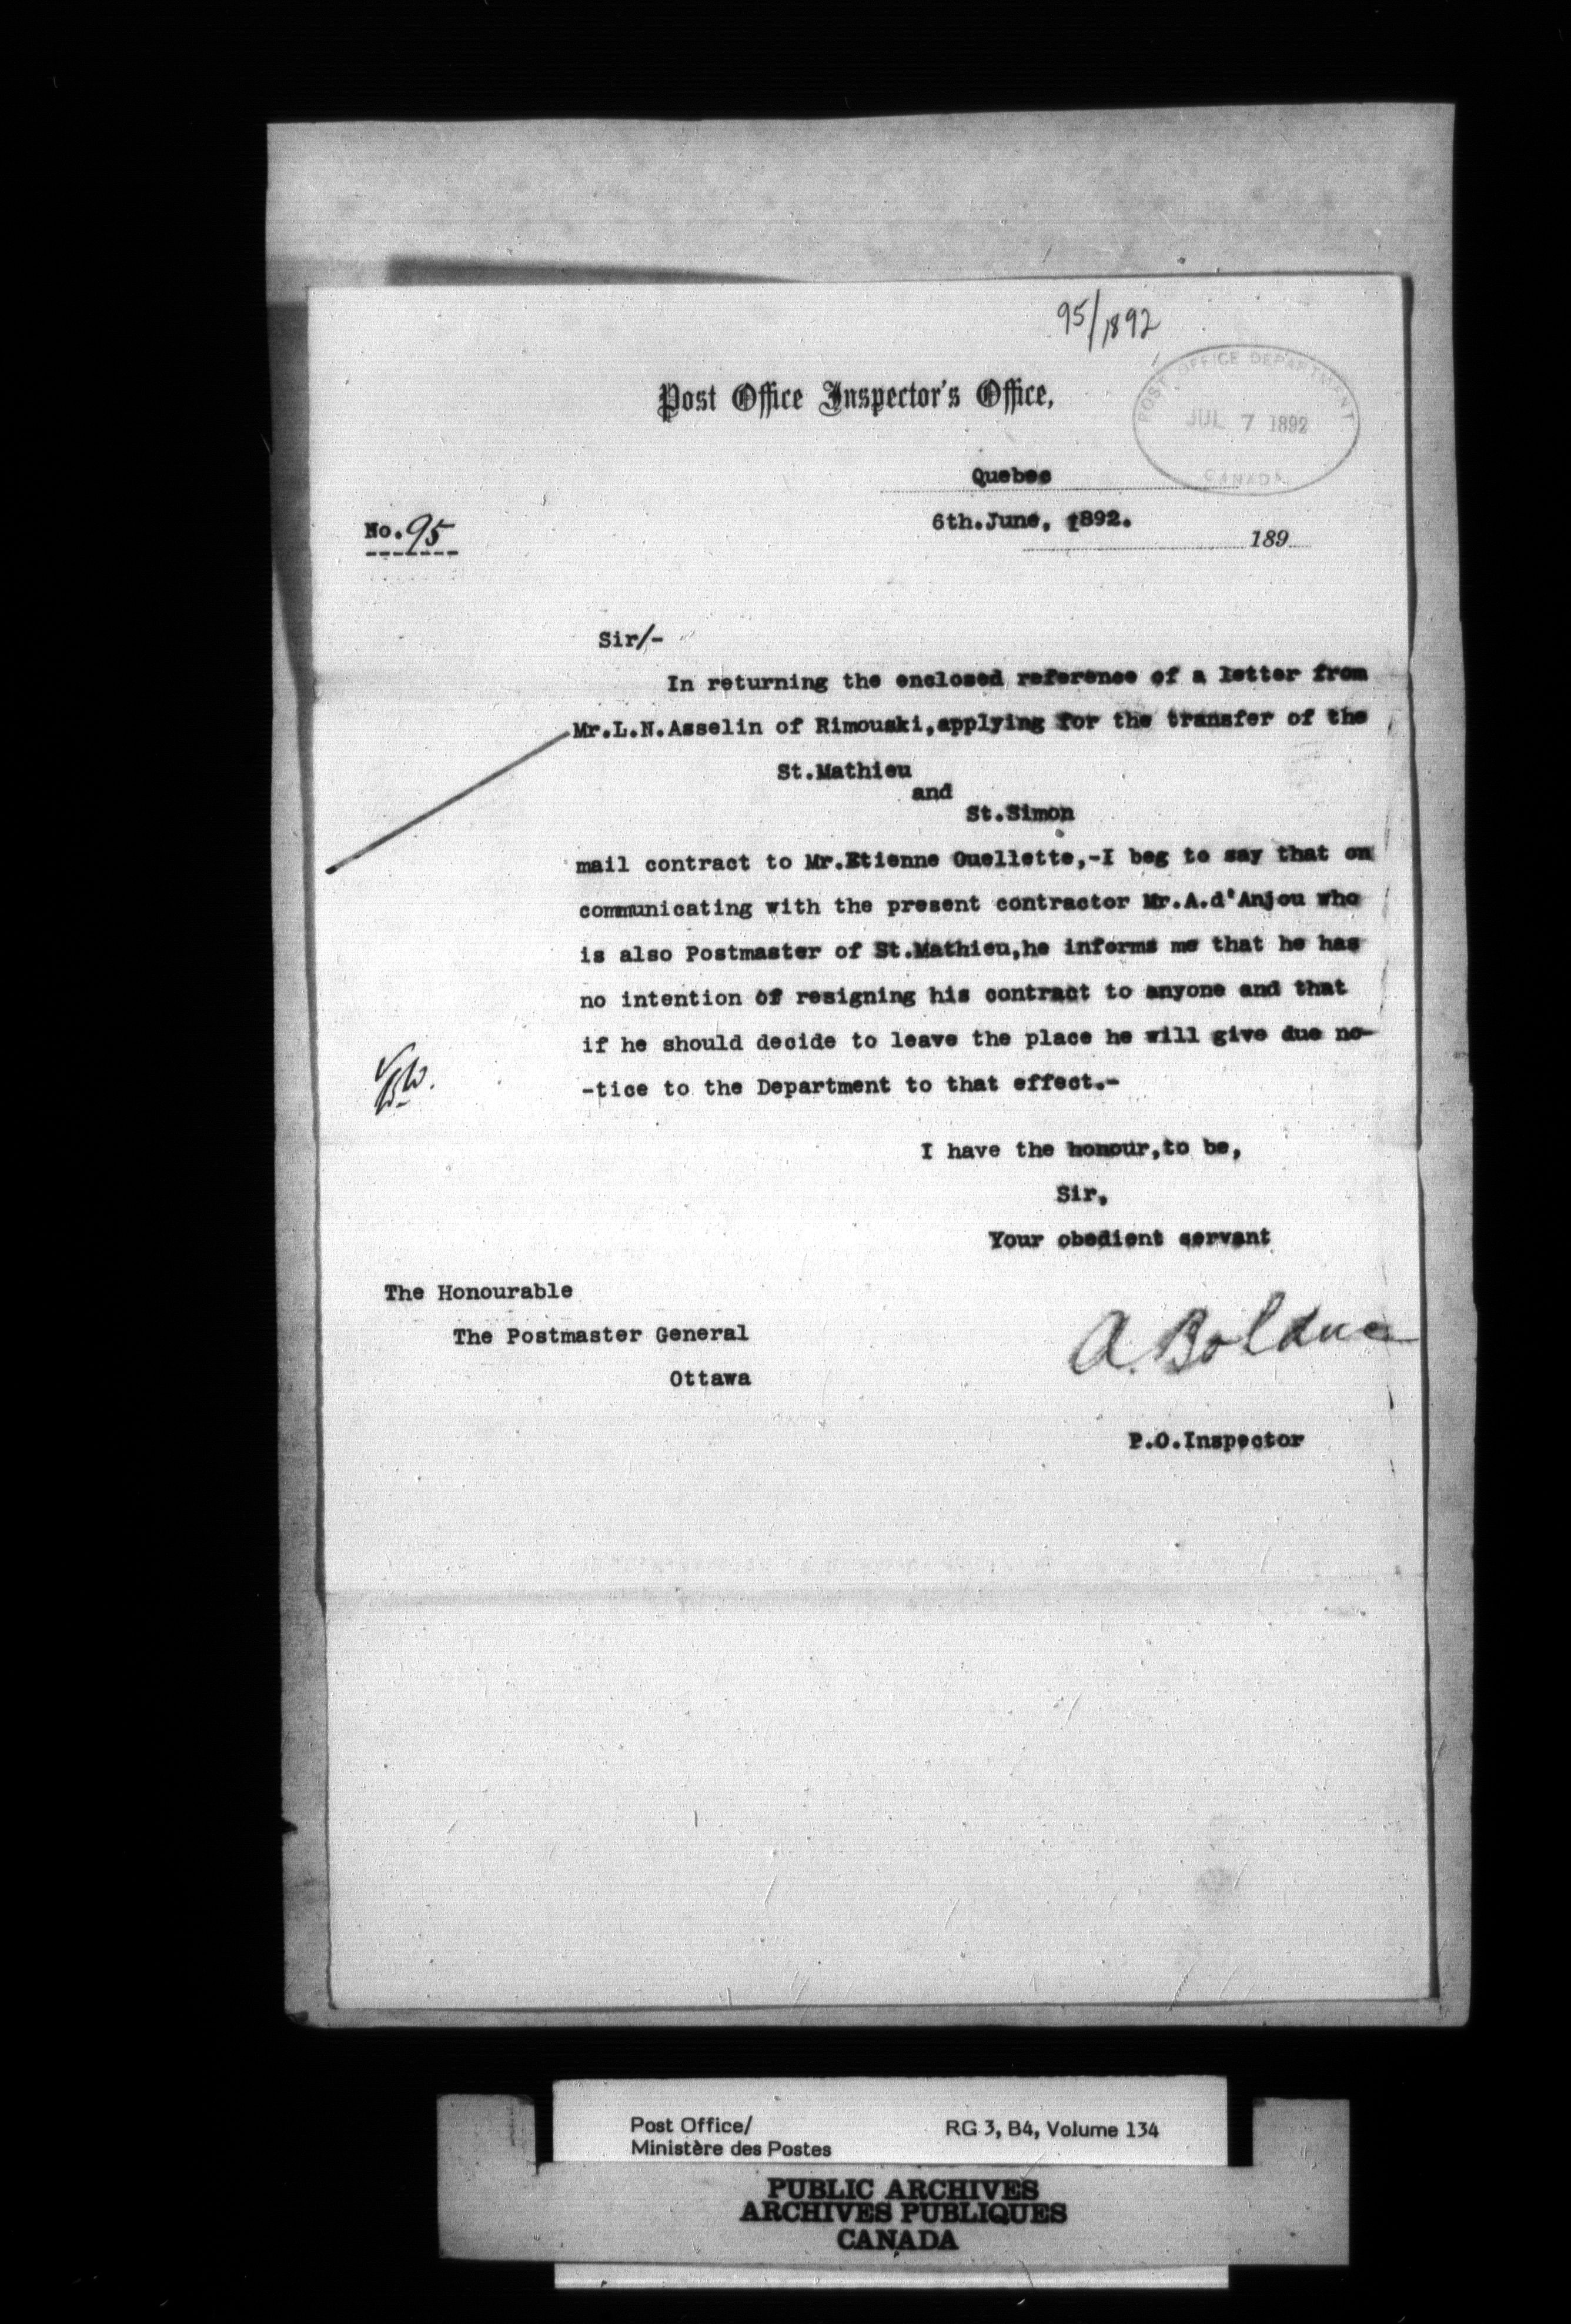 95/1892
Post Office Inspector's Office,
POST OFFICE DEPARTMENT
JUL 7 1892
CANADA
Quebec
6th.June, 1892.
189
No.95
Sir/-
In returning the enclosed reference of a letter from
Mr.L.N.Asselin of Rimouski,applying for the transfer of the
St.Mathieu
and
St.Simon
mail contract to Mr.Etienne Ouellette,-I beg to say that on
communicating with the present contractor Mr.A.d'Anjou who
is also Postmaster of St.Mathieu,he informs me that he has
no intention of resigning his contract to anyone and that
if he should decide to leave the place he will give due no-
-tice to the Department to that effect.-
I have the honour,to be,
Sir,
Your obedient servant
The Honourable
The Postmaster General
Ottawa
A. Bolduc
P.O.Inspector
Post Office/
Ministère des Postes
RG 3, B4, Volume 134
PUBLIC ARCHIVES
ARCHIVES PUBLIQUES
CANADA